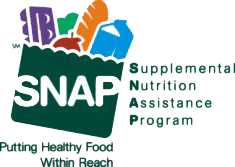 SM
SNAP
Supplemental
Nutrition
Assistance
Program
Putting Healthy Food
Within Reach